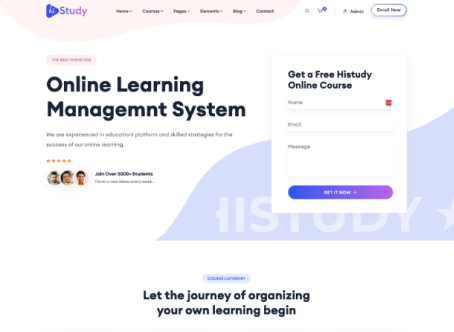 hi Study
Home Courses Pages Elements Blog Contact
Admin
Enroll Now
THE BEST THEME FOR
Online Learning
Managemnt System
We are experienced in educationl platform and skilled strategies for the
success of our online learning.
Join Over 3000+ Students
Have a new ideas every week.
Get a Free Histudy
Online Course
Name
Email
Message
GET IT NOW
HISTUDY
COURSE CATEGORY
Let the journey of organizing
your own learning begin